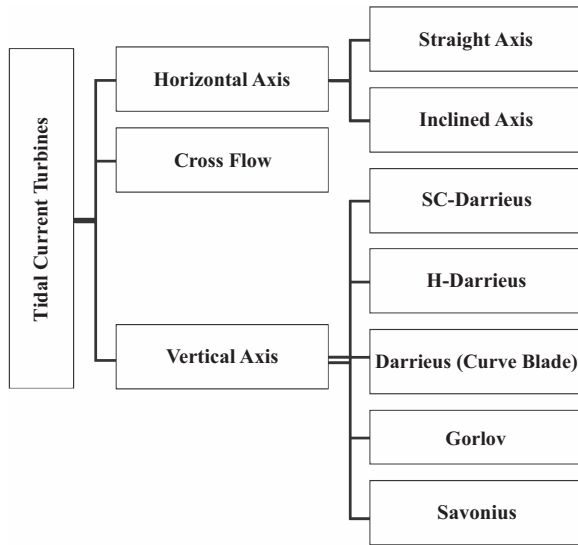 Tidal Current Turbines
Horizontal Axis
Straight Axis
Inclined Axis
Cross Flow
Vertical Axis
SC-Darrieus
H-Darrieus
Darrieus (Curve Blade)
Gorlov
Savonius